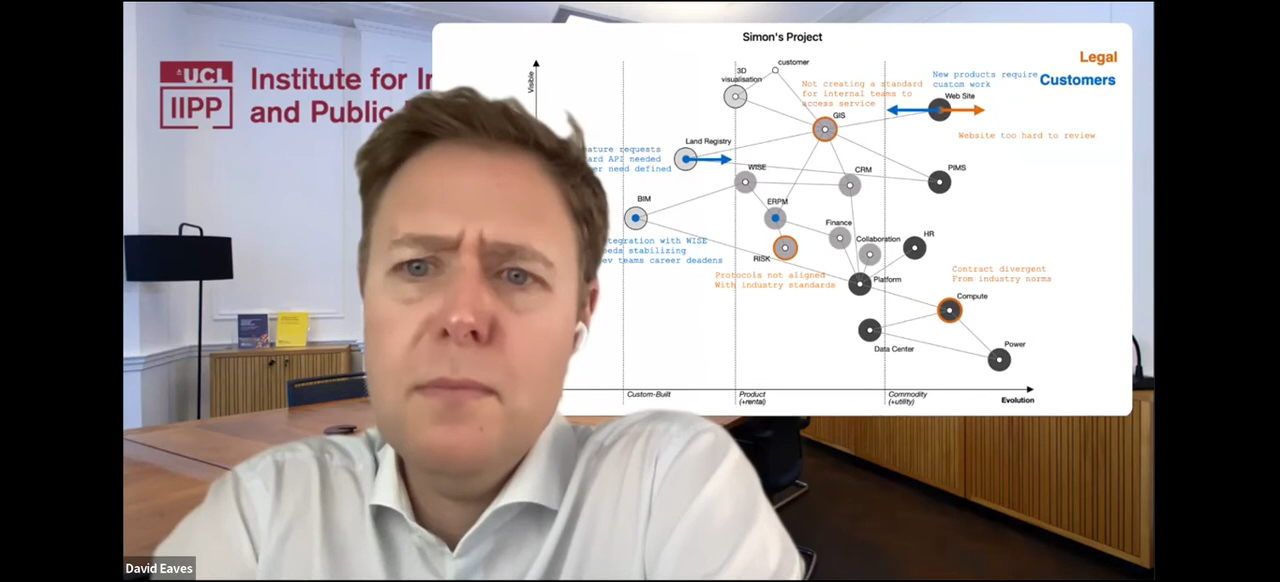 Simon's Project
Legal
Customers
UCL
IIPP
Institute for
and Public
Visible
customer
3D
visualisation
Not creating a standard
for internal teams to
access service
New products require
custom work
Web Site
GIS
Website too hard to review
Land Registry
ature requests
ard API needed
er need defined
WISE
CRM
PIMS
BIM
ERPM
Finance
Collaboration
HR
tegration with WISE
eds stabilizing
ev teams career deadens
RISK
Platform
Protocols not aligned
With industry standards
Contract divergent
From industry norms
Compute
Data Center
Power
Custom-Built
Product
(+rental)
Commodity
(+utility)
Evolution
David Eaves